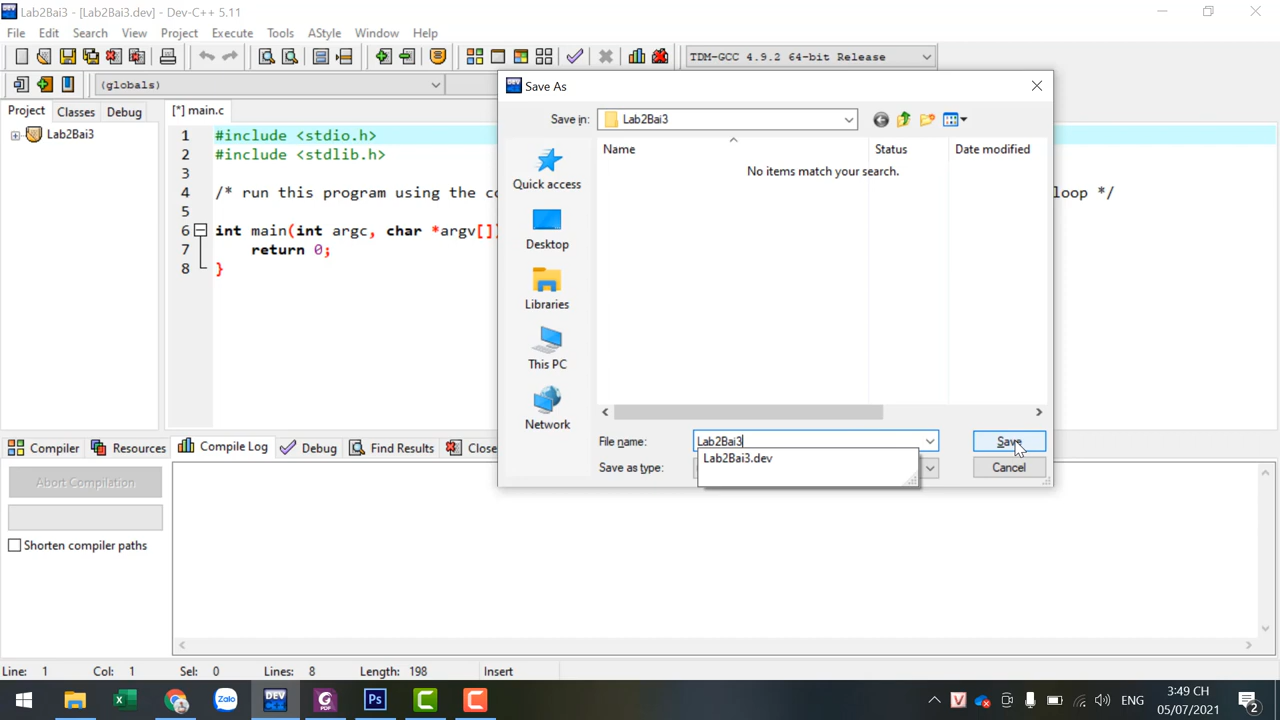 Lab2Bai3 - [Lab2Bai3.dev] - Dev-C++ 5.11
File Edit Search View Project Execute Tools AStyle Window Help
TDM-GCC 4.9.2 64-bit Release
(globals)
Project Classes Debug
[*] main.c
Lab2Bai3
1 #include <stdio.h>
2 #include <stdlib.h>
3
4 /* run this program using the loop */
5
6 int main(int argc, char *argv[])
7 return 0;
8 }
Save As
Save in: Lab2Bai3
Name Status Date modified
No items match your search.
Quick access
Desktop
Libraries
This PC
Network
File name: Lab2Bai3 Save
Lab2Bai3.dev
Save as type: Cancel
Compiler Resources Compile Log Debug Find Results Close
Abort Compilation
Shorten compiler paths
Line: 1 Col: 1 Sel: 0 Lines: 8 Length: 198 Insert
DEV
PDF
Ps
ENG
3:49 CH
05/07/2021
2